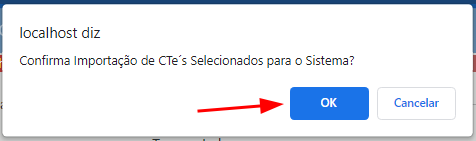 localhost diz
Confirma Importação de CTe´s Selecionados para o Sistema?
OK
Cancelar